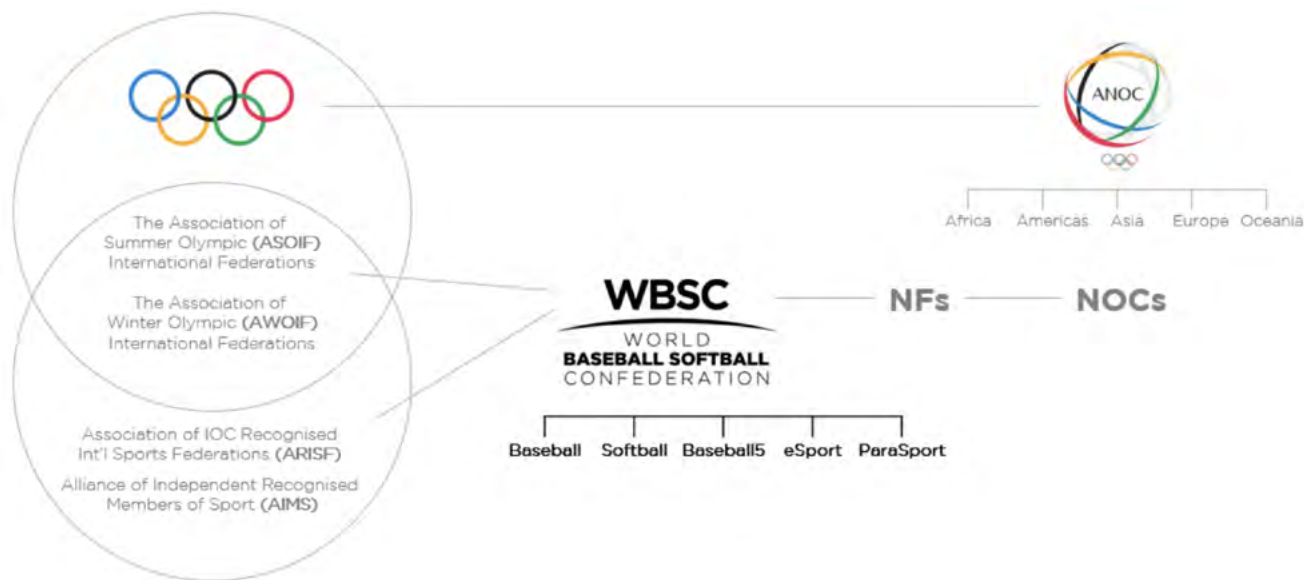 ANOC
Africa Americas Asia Europe Oceania
The Association of
Summer Olympic (ASOIF)
International Federations
The Association of
Winter Olympic (AWOIF)
International Federations
Association of IOC Recognised
Int'l Sports Federations (ARISF)
Alliance of Independent Recognised
Members of Sport (AIMS)
WBSC
WORLD
BASEBALL SOFTBALL
CONFEDERATION
Baseball Softball Baseball5 eSport ParaSport
NFs
NOCs